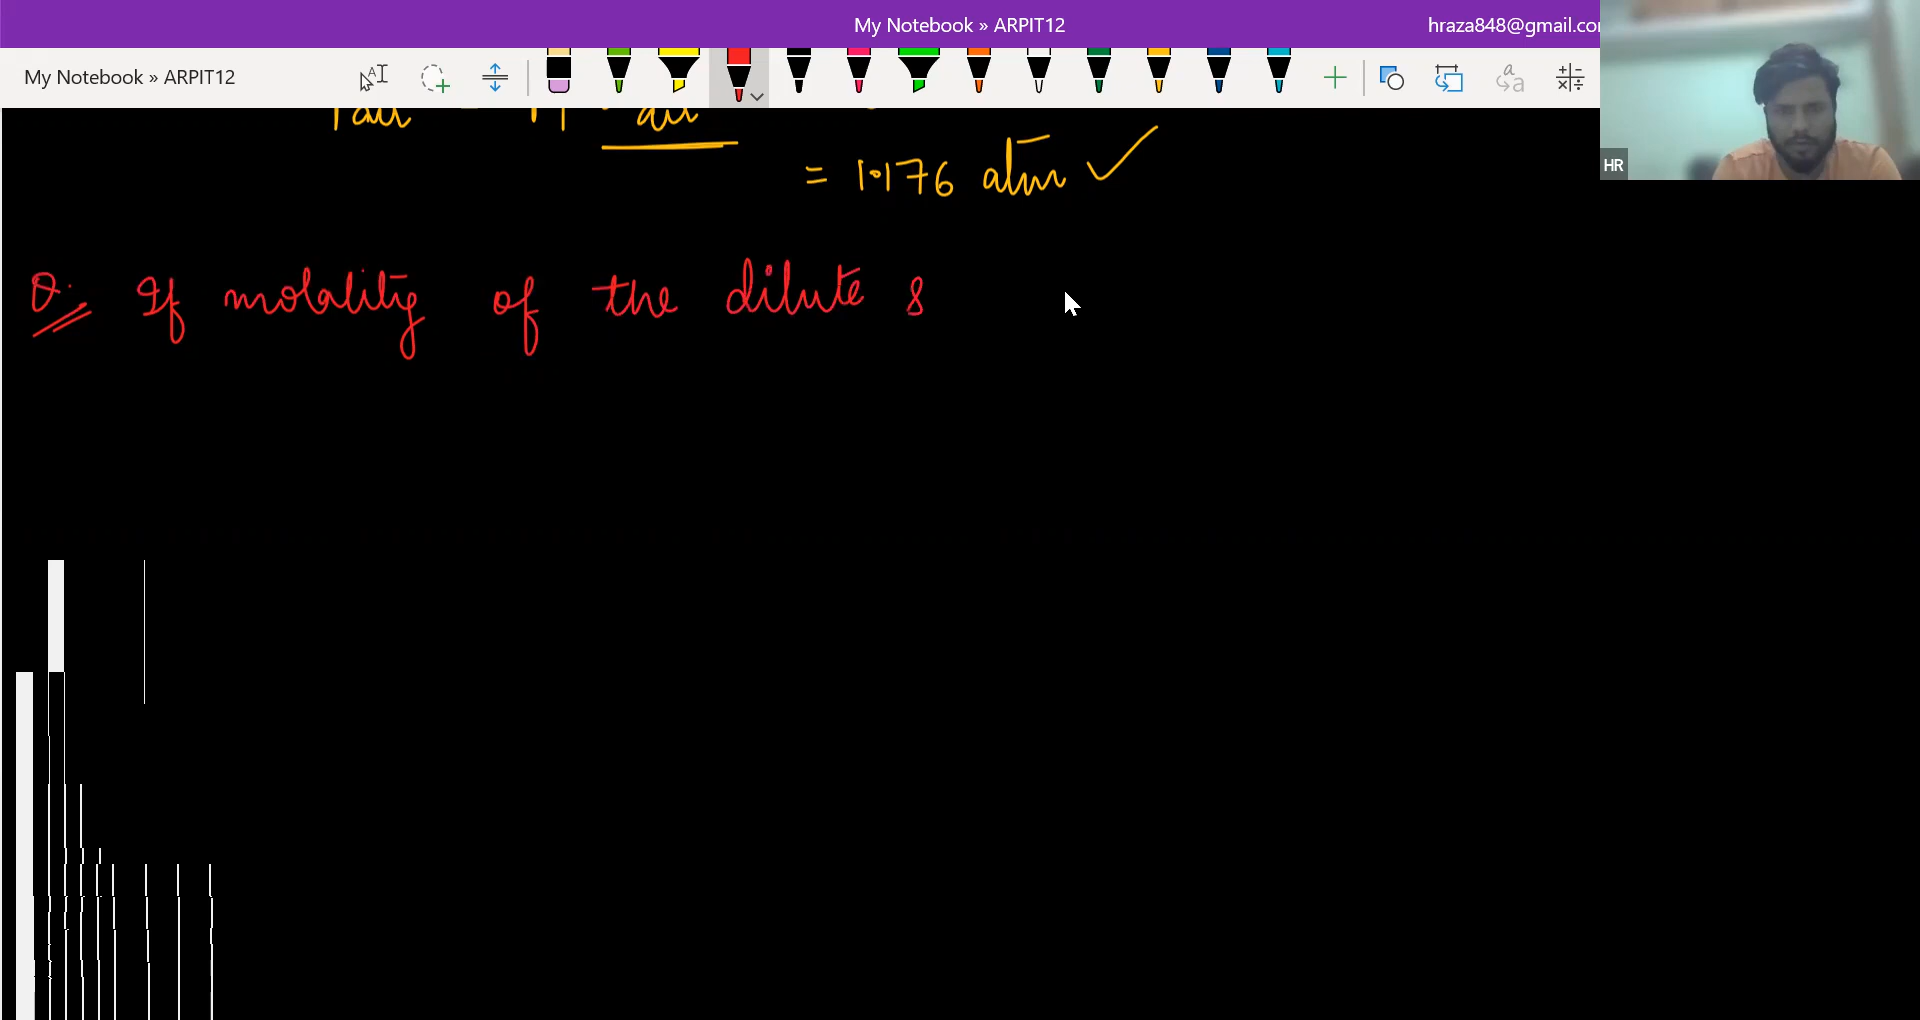 My Notebook » ARPIT12
hraza848@gmail.co
My Notebook » ARPIT12
HR
= 1.176 atm ✓
Q. If molality of the dilute s